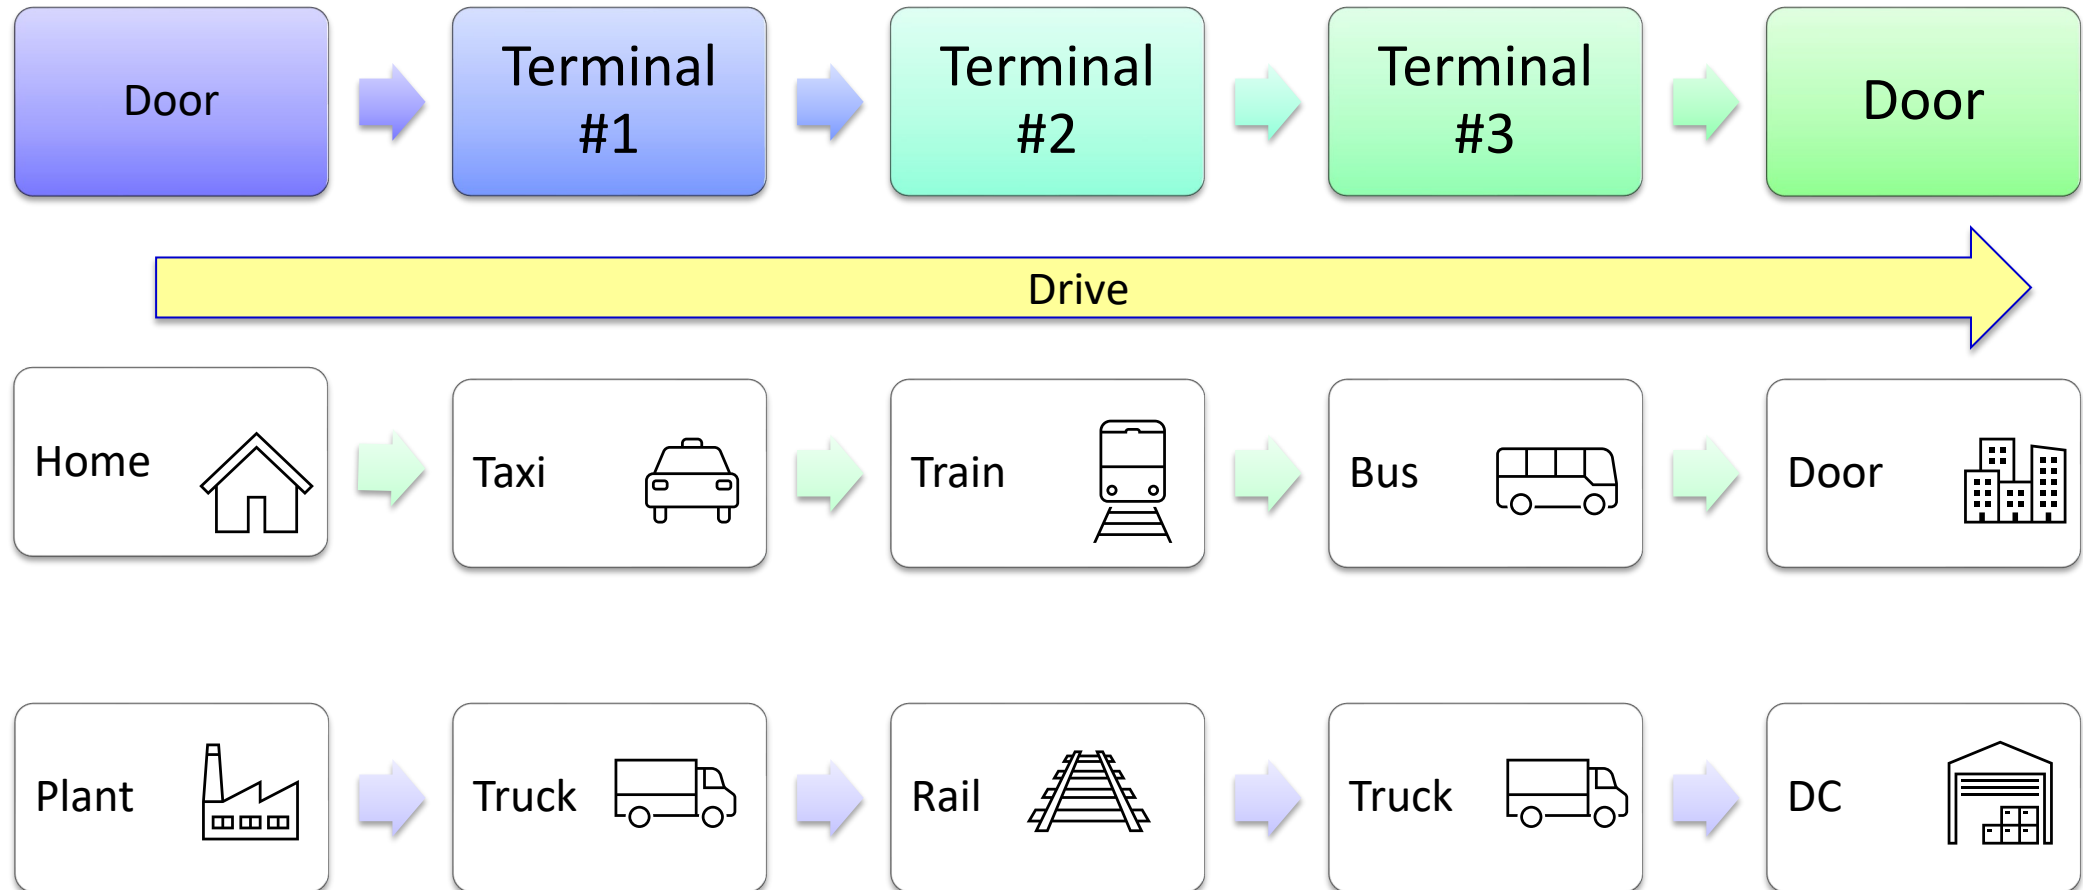 Door
Terminal
#1
Terminal
#2
Terminal
#3
Door
Drive
Home
Taxi
Train
Bus
Door
Plant
Truck
Rail
Truck
DC